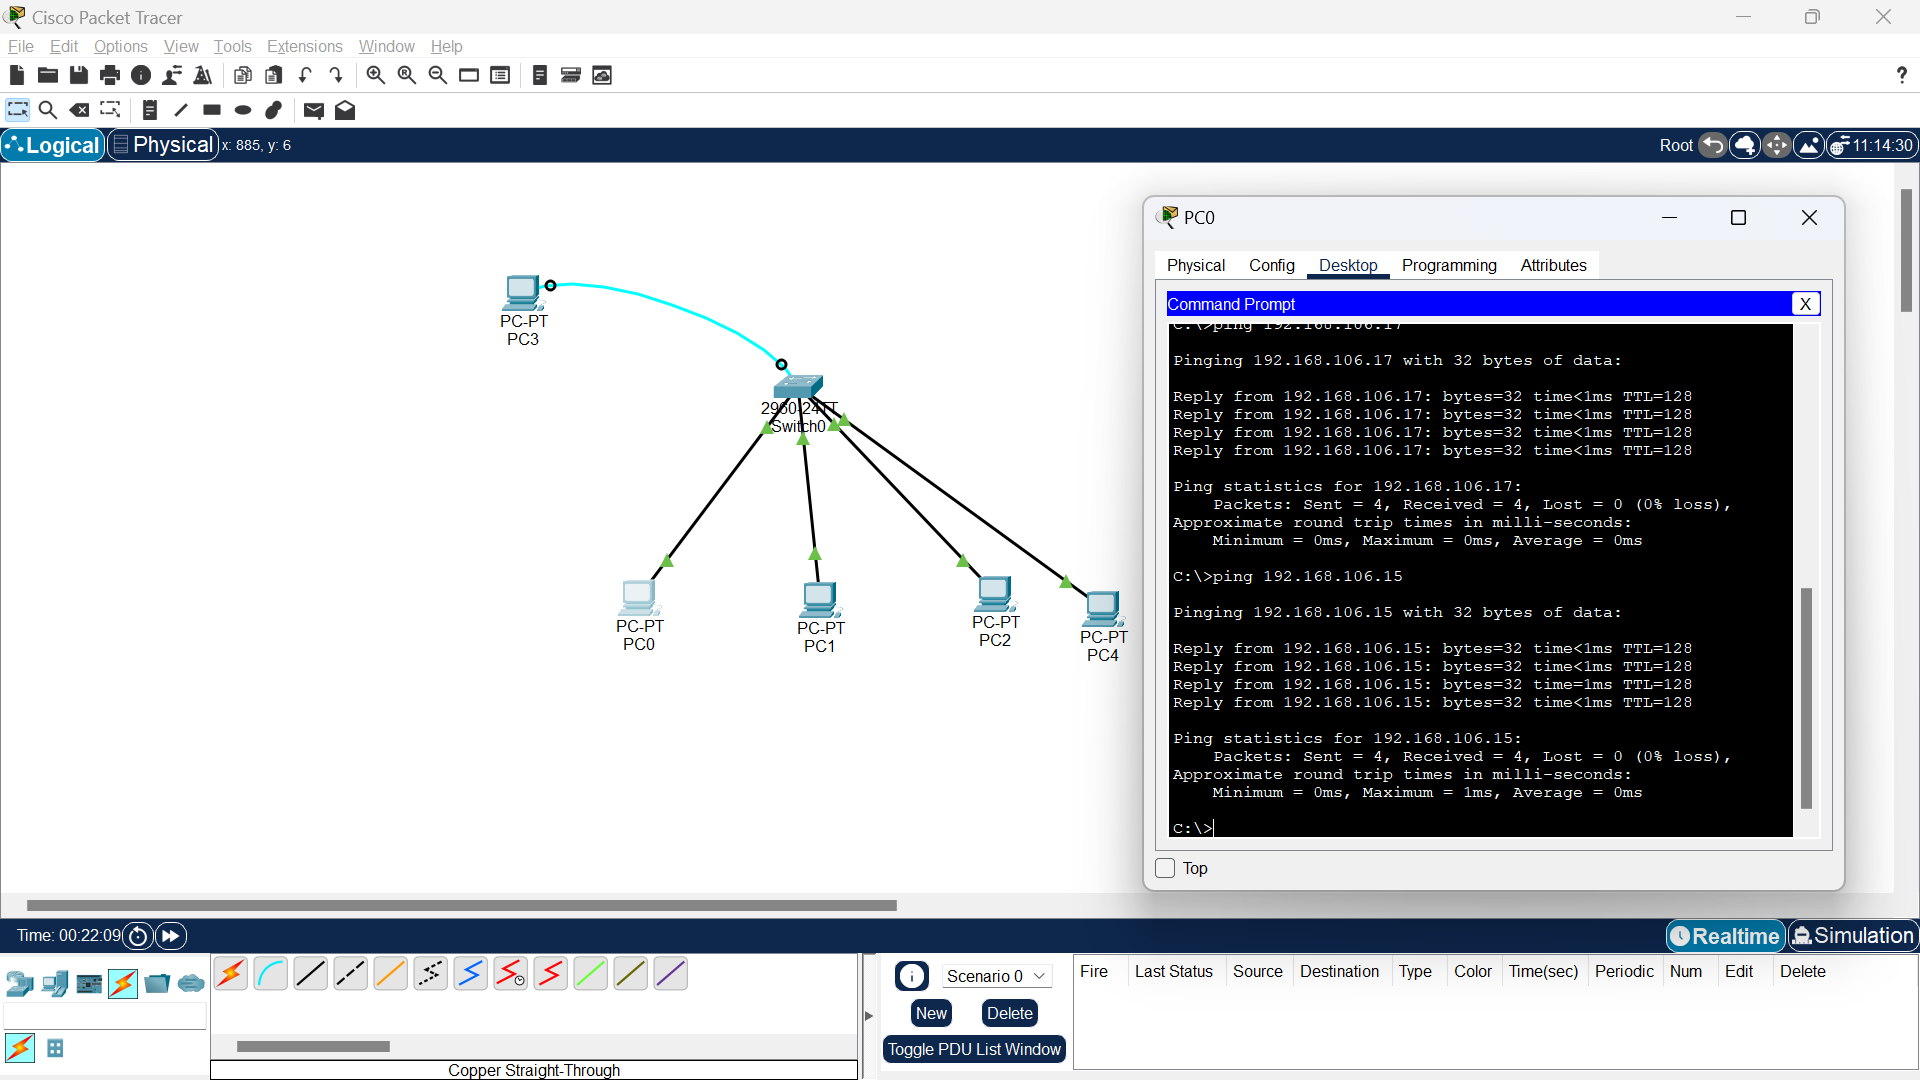 Cisco Packet Tracer
File Edit Options View Tools Extensions Window Help
?
Logical Physical x: 885, y: 6
Root 11:14:30
PC-PT
PC3
2960-24TT
Switch0
PC-PT
PC0
PC-PT
PC1
PC-PT
PC2
PC-PT
PC4
PC0
Physical Config Desktop Programming Attributes
Command Prompt X
C:\>ping 192.168.106.17
Pinging 192.168.106.17 with 32 bytes of data:
Reply from 192.168.106.17: bytes=32 time<1ms TTL=128
Reply from 192.168.106.17: bytes=32 time<1ms TTL=128
Reply from 192.168.106.17: bytes=32 time<1ms TTL=128
Reply from 192.168.106.17: bytes=32 time<1ms TTL=128
Ping statistics for 192.168.106.17:
Packets: Sent = 4, Received = 4, Lost = 0 (0% loss),
Approximate round trip times in milli-seconds:
Minimum = 0ms, Maximum = 0ms, Average = 0ms
C:\>ping 192.168.106.15
Pinging 192.168.106.15 with 32 bytes of data:
Reply from 192.168.106.15: bytes=32 time<1ms TTL=128
Reply from 192.168.106.15: bytes=32 time<1ms TTL=128
Reply from 192.168.106.15: bytes=32 time=1ms TTL=128
Reply from 192.168.106.15: bytes=32 time<1ms TTL=128
Ping statistics for 192.168.106.15:
Packets: Sent = 4, Received = 4, Lost = 0 (0% loss),
Approximate round trip times in milli-seconds:
Minimum = 0ms, Maximum = 1ms, Average = 0ms
C:\>
Top
Time: 00:22:09
Realtime Simulation
Scenario 0
New Delete
Toggle PDU List Window
Fire Last Status Source Destination Type Color Time(sec) Periodic Num Edit Delete
Copper Straight-Through